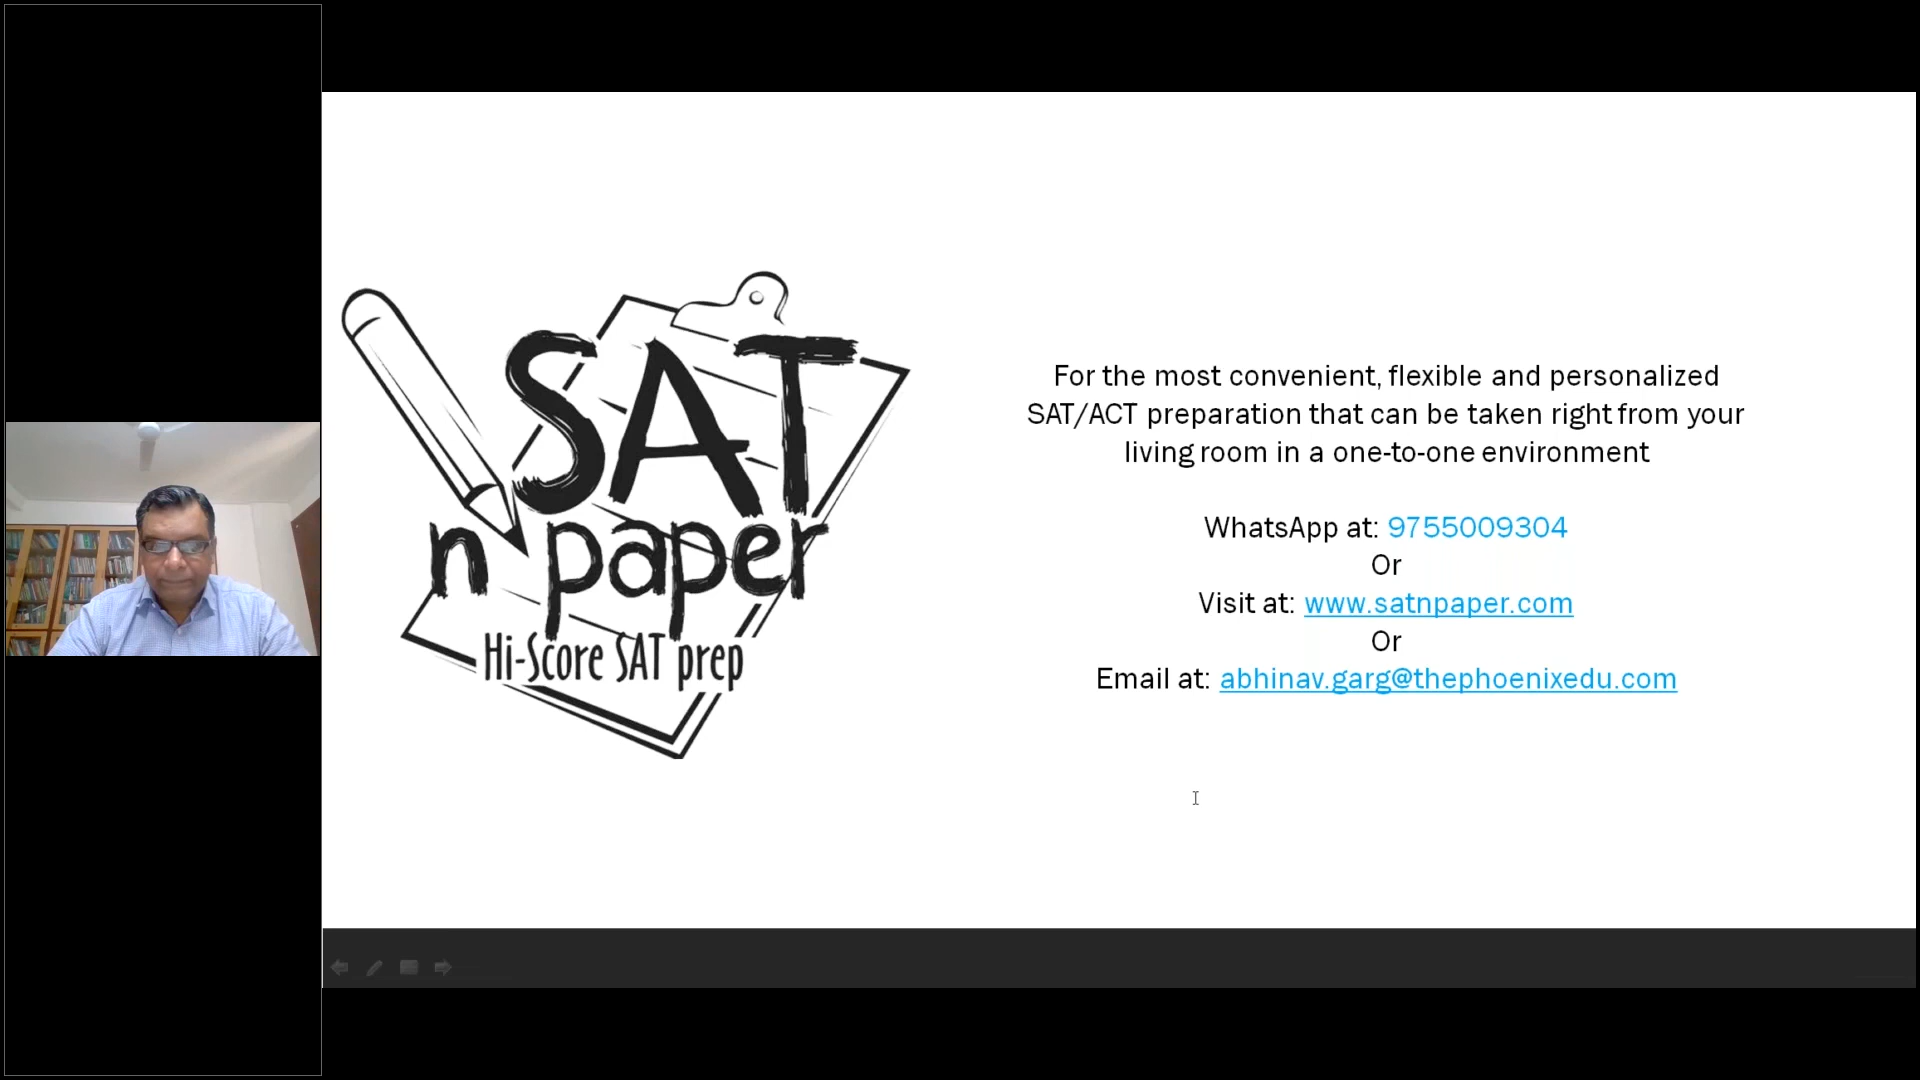 SAT
n paper
Hi-Score SAT prep
For the most convenient, flexible and personalized
SAT/ACT preparation that can be taken right from your
living room in a one-to-one environment
WhatsApp at: 9755009304
Or
Visit at: www.satnpaper.com
Or
Email at: abhinav.garg@thephoenixedu.com